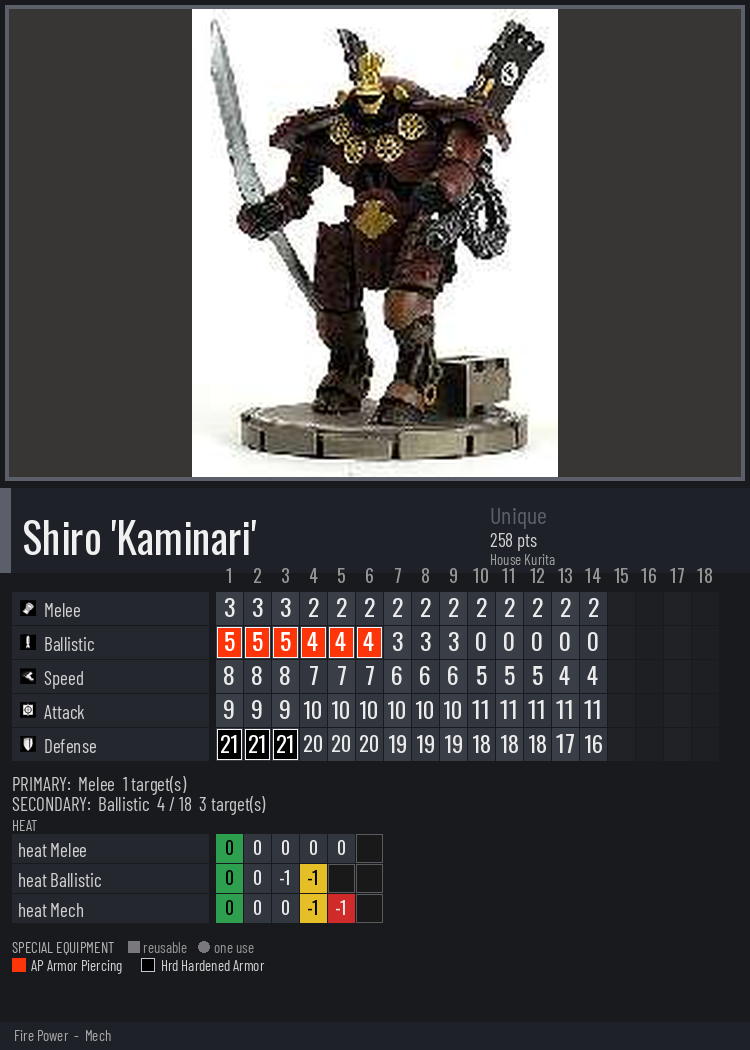 Shiro 'Kaminari'
Unique
258 pts
House Kurita
1 2 3 4 5 6 7 8 9 10 11 12 13 14 15 16 17 18
Melee 3 3 3 2 2 2 2 2 2 2 2 2 2 2
Ballistic 5 5 5 4 4 4 3 3 3 0 0 0 0 0
Speed 8 8 8 7 7 7 6 6 6 5 5 5 4 4
Attack 9 9 9 10 10 10 10 10 10 11 11 11 11 11
Defense 21 21 21 20 20 20 19 19 19 18 18 18 17 16
PRIMARY: Melee 1 target(s)
SECONDARY: Ballistic 4 / 18 3 target(s)
HEAT
heat Melee 0 0 0 0 0
heat Ballistic 0 0 -1 -1
heat Mech 0 0 0 -1 -1
SPECIAL EQUIPMENT reusable one use
AP Armor Piercing Hrd Hardened Armor
Fire Power - Mech